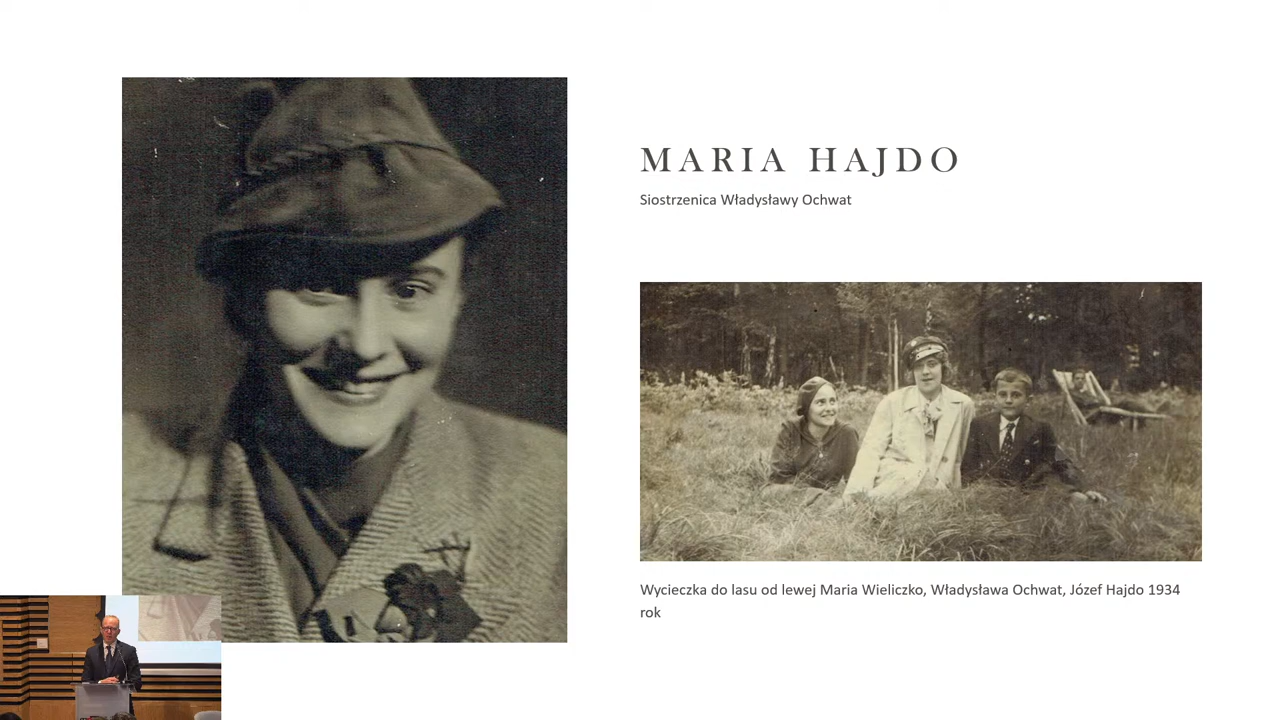 MARIA HAJDO
Siostrzenica Władysławy Ochwat
Wycieczka do lasu od lewej Maria Wieliczko, Władysława Ochwat, Józef Hajdo 1934
rok